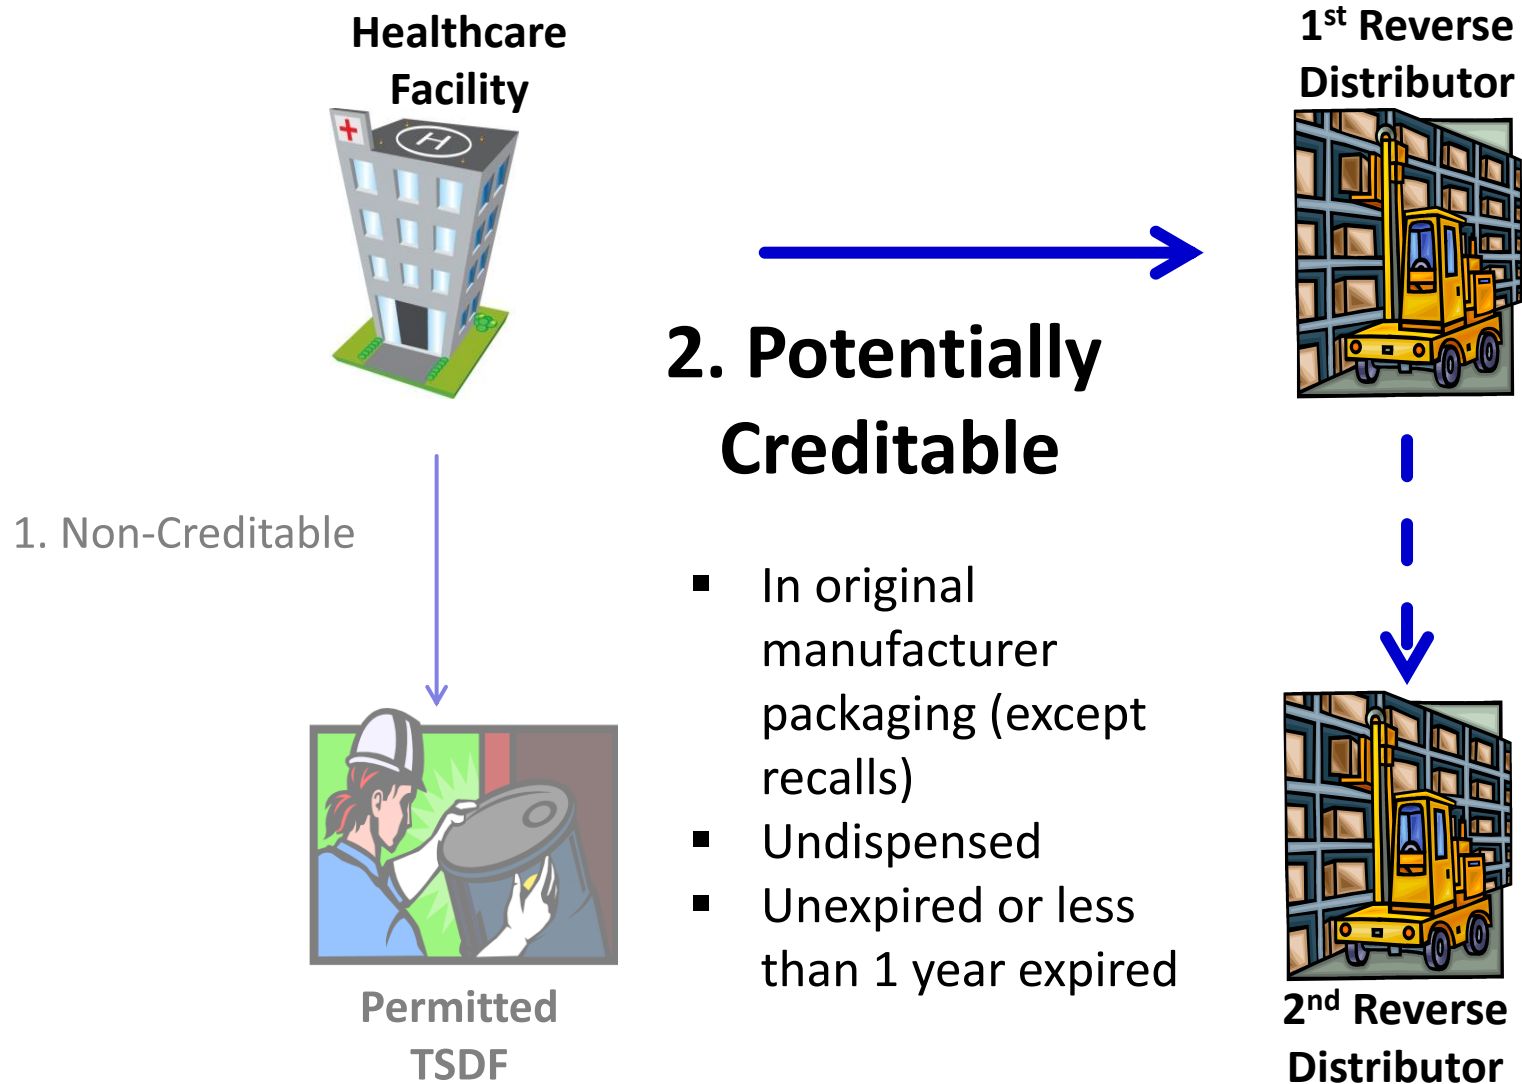 Healthcare
Facility
H
1st Reverse
Distributor
2. Potentially
Creditable
1. Non-Creditable
▪ In original
manufacturer
packaging (except
recalls)
▪ Undispensed
▪ Unexpired or less
than 1 year expired
Permitted
TSDF
2nd Reverse
Distributor